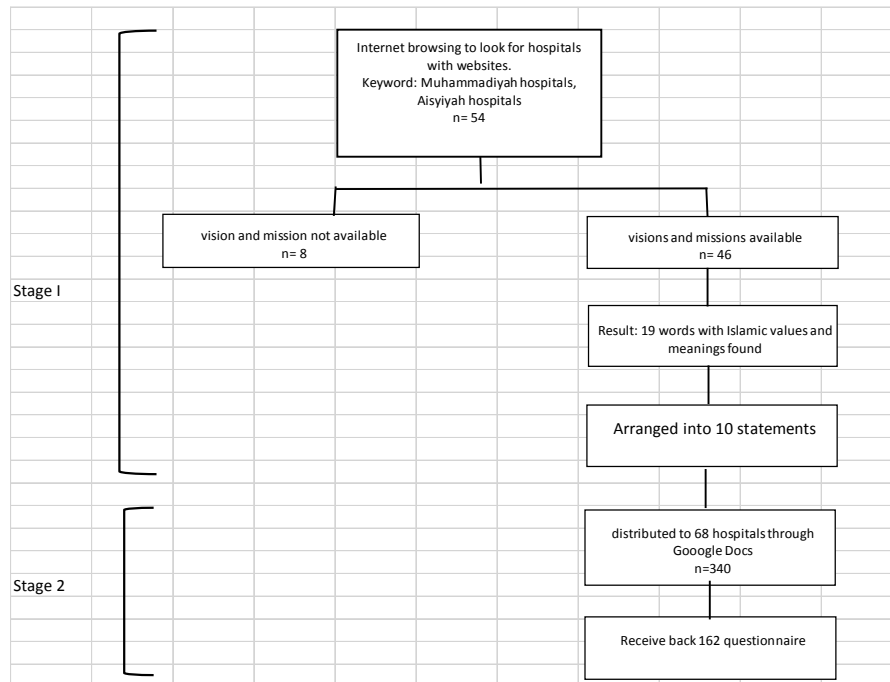 Internet browsing to look for hospitals
with websites.
Keyword: Muhammadiyah hospitals,
Aisyiyah hospitals
n= 54
vision and mission not available
n= 8
visions and missions available
n= 46
Stage I
Result: 19 words with Islamic values and
meanings found
Arranged into 10 statements
distributed to 68 hospitals through
Gooogle Docs
n=340
Stage 2
Receive back 162 questionnaire